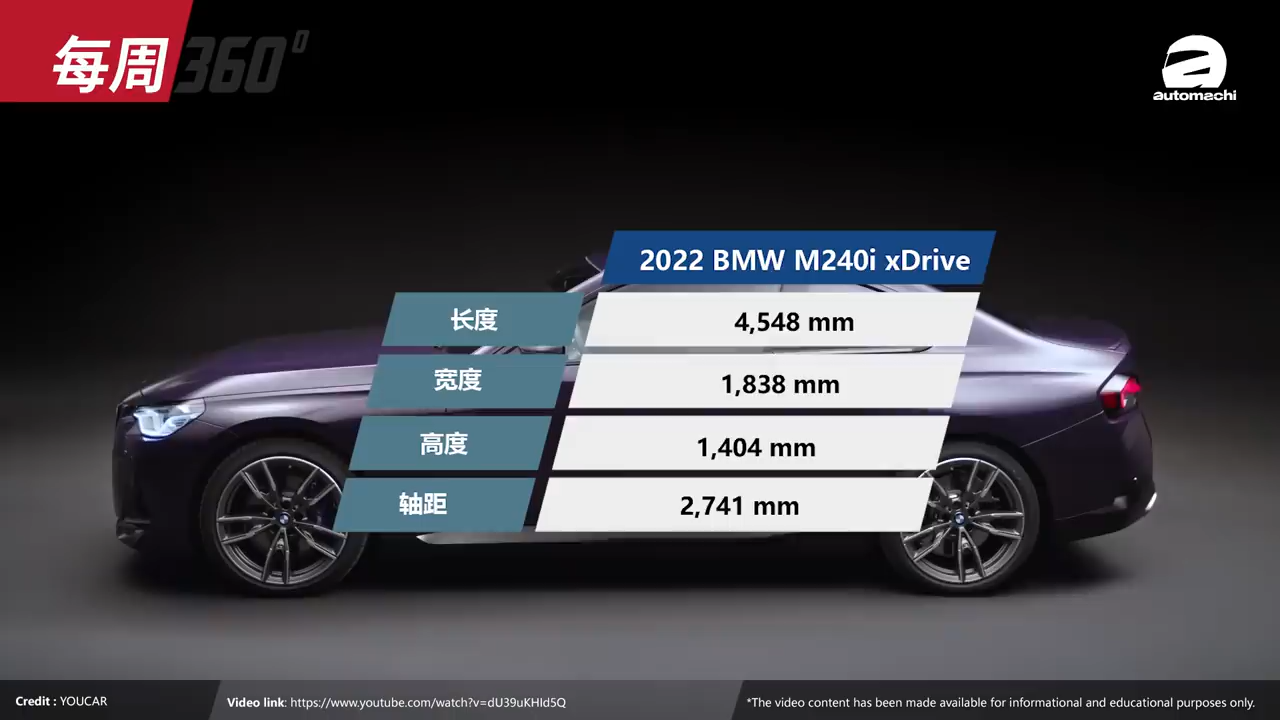 每周360°
automachi
2022 BMW M240i xDrive
长度 4,548 mm
宽度 1,838 mm
高度 1,404 mm
轴距 2,741 mm
Credit : YOUCAR
Video link: https://www.youtube.com/watch?v=dU39uKHId5Q
*The video content has been made available for informational and educational purposes only.